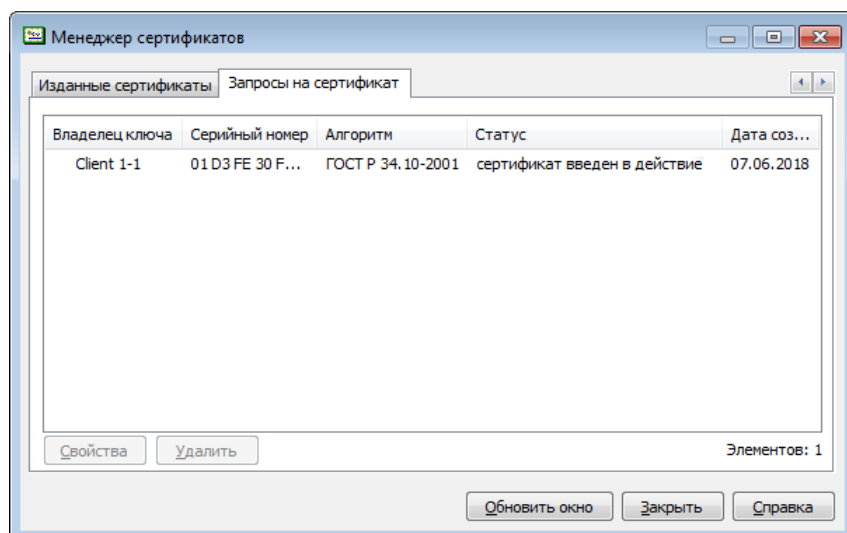 Менеджер сертификатов
Изданные сертификаты Запросы на сертификат
Владелец ключа Серийный номер Алгоритм Статус Дата соз...
Client 1-1 01 D3 FE 30 F... ГОСТ Р 34.10-2001 сертификат введен в действие 07.06.2018
Свойства Удалить Элементов: 1
Обновить окно Закрыть Справка